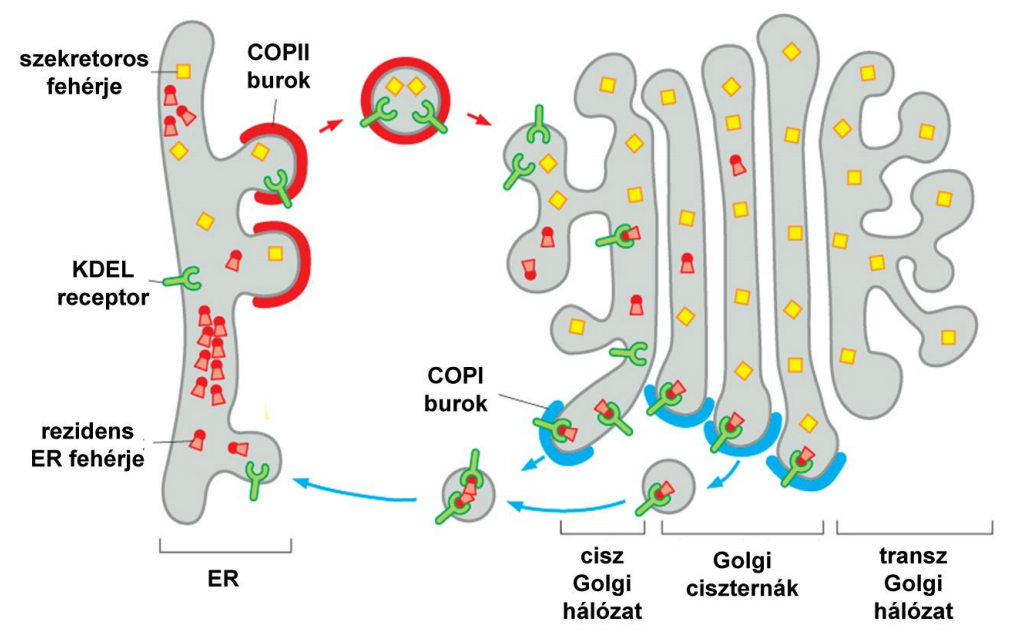 szekretoros
fehérje
COPII
burok
KDEL
receptor
COPI
burok
rezidens
ER fehérje
ER
cisz
Golgi
hálózat
Golgi
ciszternák
transz
Golgi
hálózat